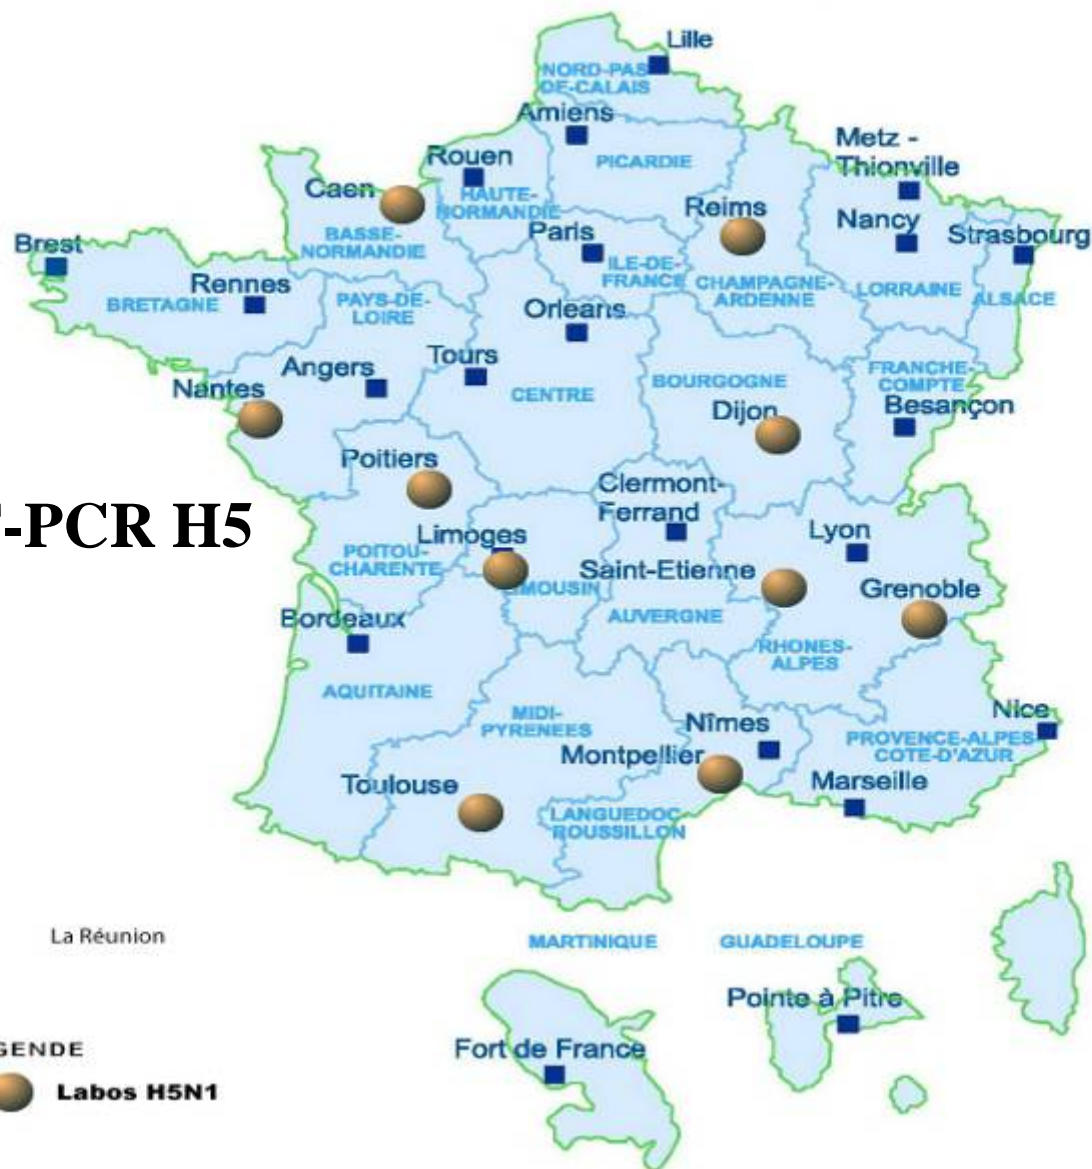 Lille
NORD-PAS
DE-CALAIS
Amiens
PICARDIE
Metz -
Thionville
Rouen
HAUTE-
NORMANDIE
Caen
BASSE-
NORMANDIE
Reims
CHAMPAGNE-
ARDENNE
Nancy
LORRAINE
Strasbourg
ALSACE
Paris
ILE-DE-
FRANCE
Brest
BRETAGNE
Rennes
PAYS-DE-
LOIRE
Orleans
Nantes
Angers
Tours
CENTRE
BOURGOGNE
Dijon
FRANCHE-
COMPTE
Besançon
Poitiers
-PCR H5
POITOU-
CHARENTE
Limoges
IMOUSIN
Clermont-
Ferrand
Lyon
Saint-Etienne
AUVERGNE
Grenoble
RHONES-
ALPES
Bordeaux
AQUITAINE
MIDI-
PYRENEES
Nîmes
Nice
PROVENCE-ALPES
COTE-D'AZUR
Montpellier
Marseille
Toulouse
LANGUEDOC
ROUSSILLON
La Réunion
MARTINIQUE
GUADELOUPE
Pointe à Pitre
Fort de France
GENDE
Labos H5N1